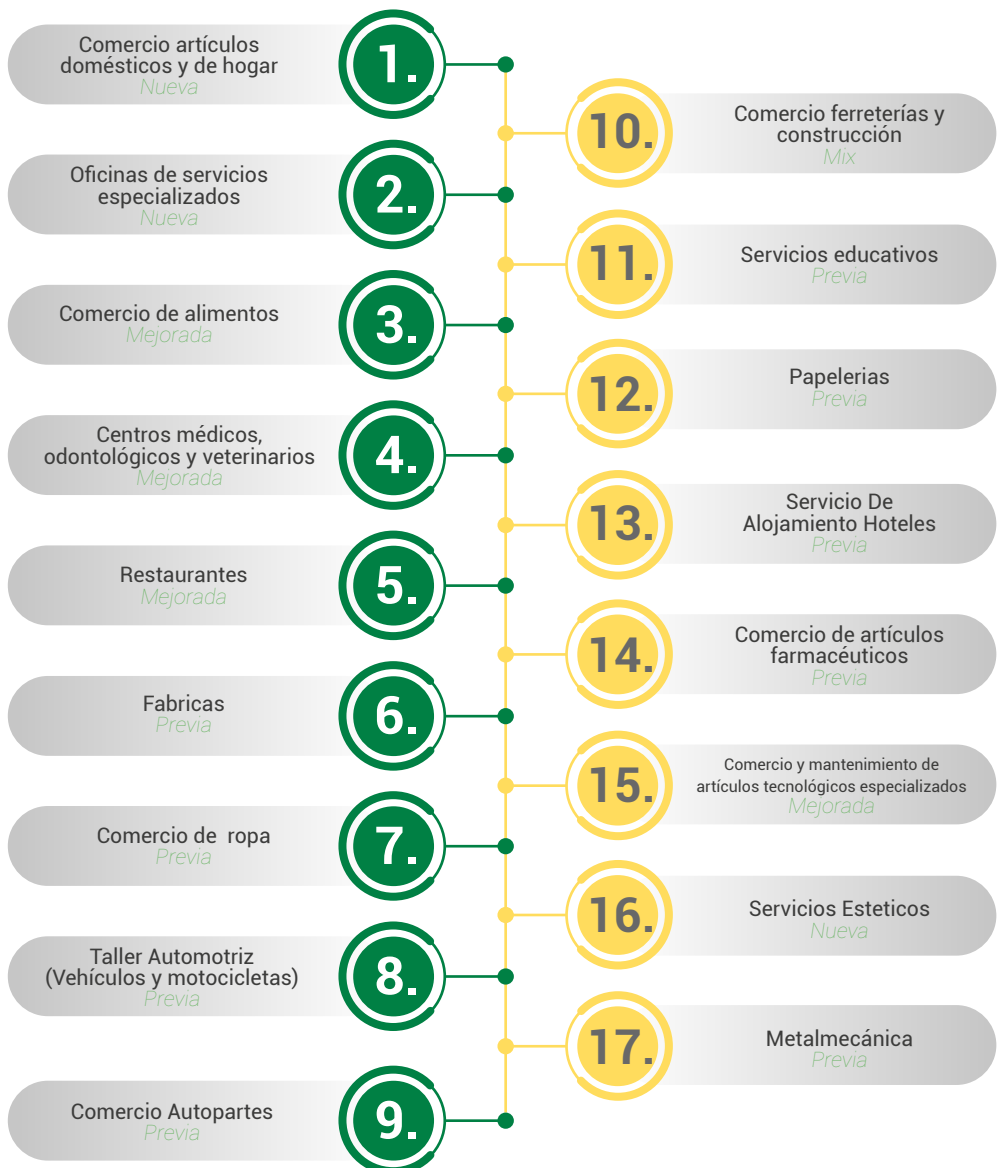 Comercio artículos
domésticos y de hogar
Nueva
1.
Oficinas de servicios
especializados
Nueva
2.
Comercio de alimentos
Mejorada
3.
Centros médicos,
odontológicos y veterinarios
Mejorada
4.
Restaurantes
Mejorada
5.
Fabricas
Previa
6.
Comercio de ropa
Previa
7.
Taller Automotriz
(Vehículos y motocicletas)
Previa
8.
Comercio Autopartes
Previa
9.
10.
Comercio ferreterías y
construcción
Mix
11.
Servicios educativos
Previa
12.
Papelerias
Previa
13.
Servicio De
Alojamiento Hoteles
Previa
14.
Comercio de artículos
farmacéuticos
Previa
15.
Comercio y mantenimiento de
artículos tecnológicos especializados
Mejorada
16.
Servicios Esteticos
Nueva
17.
Metalmecánica
Previa